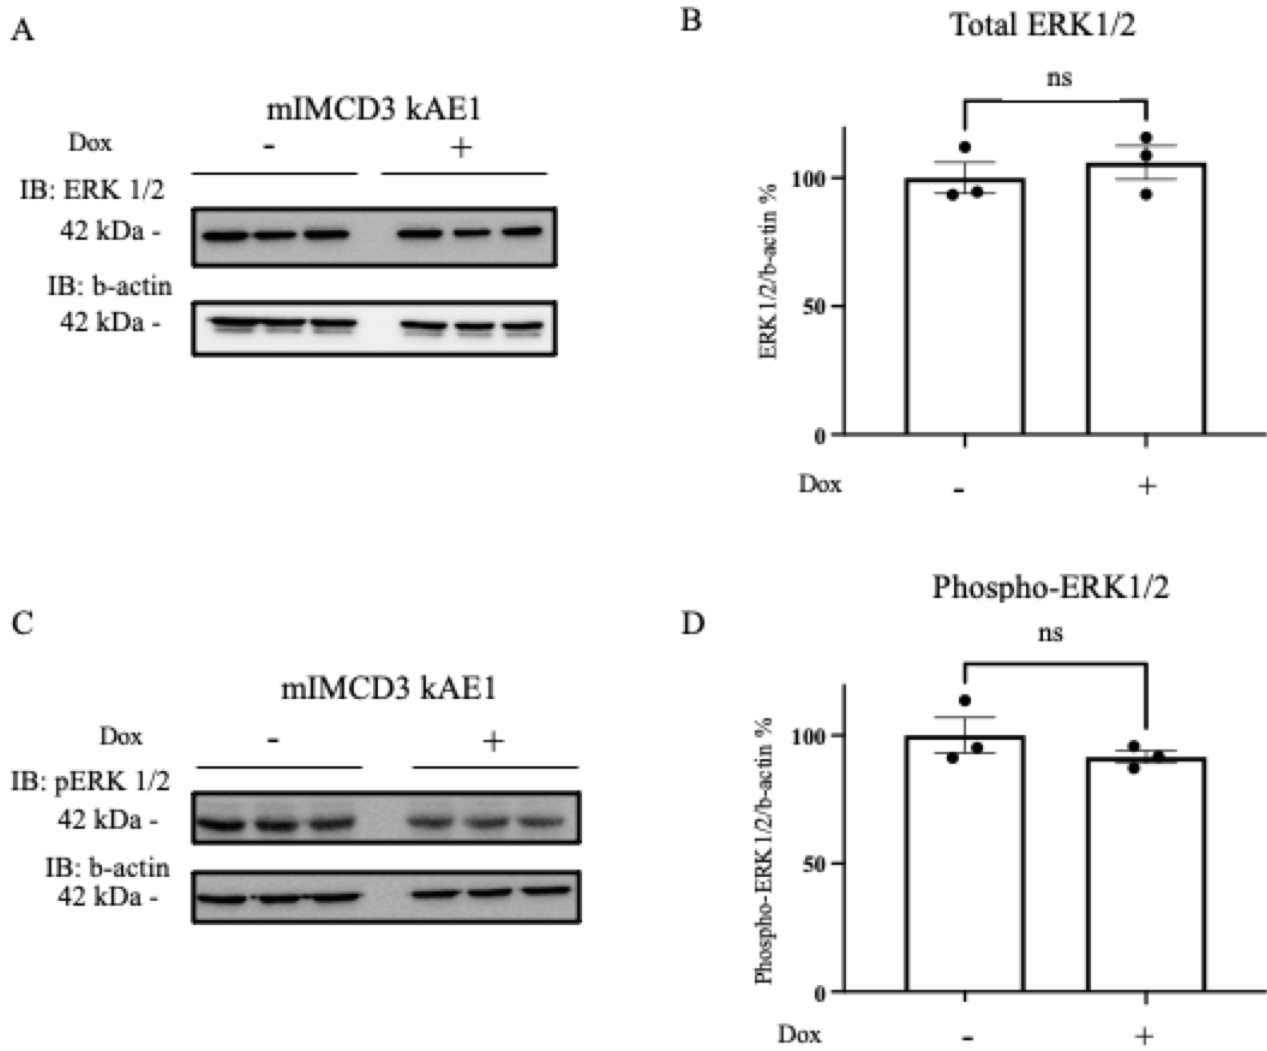 A
mIMCD3 kAE1
Dox - +
IB: ERK 1/2
42 kDa -
IB: b-actin
42 kDa -
B
Total ERK1/2
ns
ERK 1/2/b-actin %
100
50
0
Dox - +
C
mIMCD3 kAE1
Dox - +
IB: pERK 1/2
42 kDa -
IB: b-actin
42 kDa -
D
Phospho-ERK1/2
ns
Phospho-ERK1/2/b-actin %
100
50
0
Dox - +